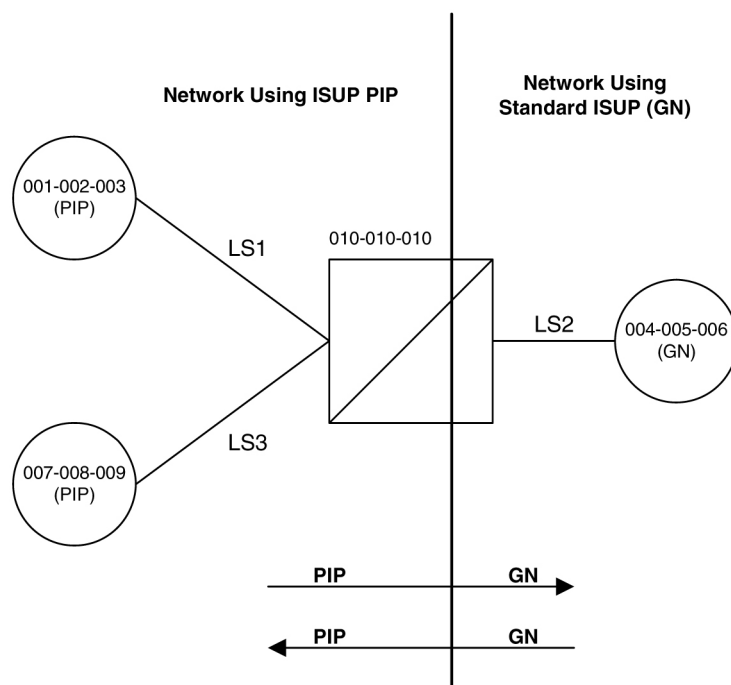 Network Using ISUP PIP
Network Using
Standard ISUP (GN)
001-002-003
(PIP)
LS1
010-010-010
LS2
004-005-006
(GN)
LS3
007-008-009
(PIP)
PIP
GN
PIP
GN